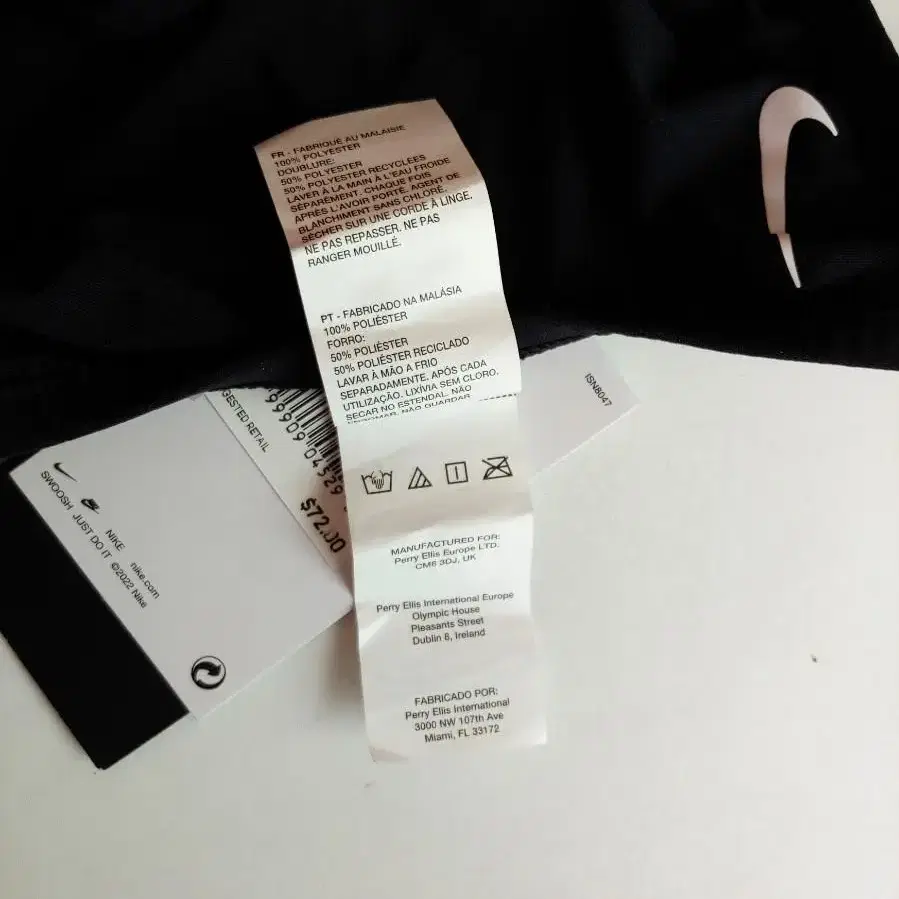 FR - FABRIQUÉ AU MALAISIE
100% POLYESTER
DOUBLURE:
50% POLYESTER
50% POLYESTER RECYCLÉES
LAVER À LA MAIN À L'EAU FROIDE
SÉPARÉMENT. CHAQUE FOIS
APRÈS L'AVOIR PORTÉ. AGENT DE
BLANCHIMENT SANS CHLORE.
SÉCHER SUR UNE CORDE À LINGE.
NE PAS REPASSER. NE PAS
RANGER MOUILLÉ.
PT - FABRICADO NA MALÁSIA
100% POLIÉSTER
FORRO:
50% POLIÉSTER
50% POLIÉSTER RECICLADO
LAVAR À MÃO A FRIO
SEPARADAMENTE. APÓS CADA
UTILIZAÇÃO. LIXÍVIA SEM CLORO.
SECAR NO ESTENDAL. NÃO
MANUFACTURED FOR:
Perry Ellis Europe LTD.
CM6 3DJ, UK
Perry Ellis International Europe
Olympic House
Pleasants Street
Dublin 8, Ireland
FABRICADO POR:
Perry Ellis International
3000 NW 107th Ave
Miami, FL 33172
RETAIL
$72.00
ISN8047
NIKE nike.com
SWOOSH JUST DO IT ©2022 Nike